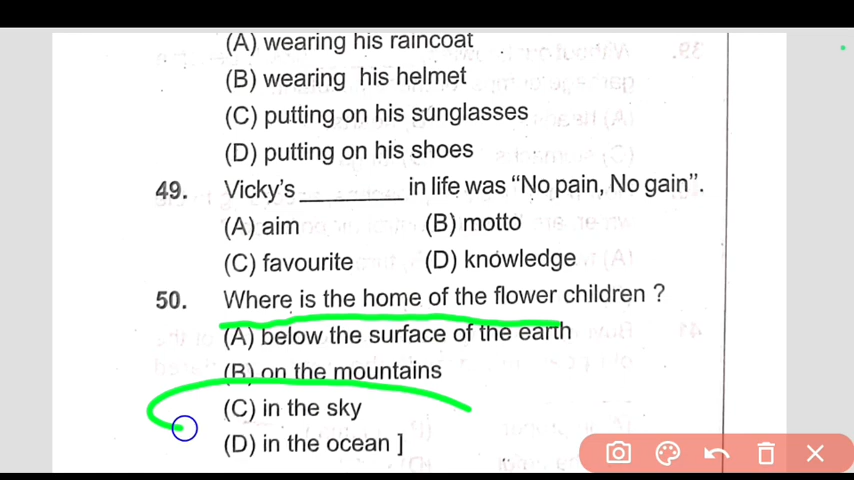 (A) wearing his raincoat
(B) wearing his helmet
(C) putting on his sunglasses
(D) putting on his shoes
49. Vicky's ________ in life was “No pain, No gain”.
(A) aim (B) motto
(C) favourite (D) knowledge
50. Where is the home of the flower children ?
(A) below the surface of the earth
(B) on the mountains
(C) in the sky
(D) in the ocean ]